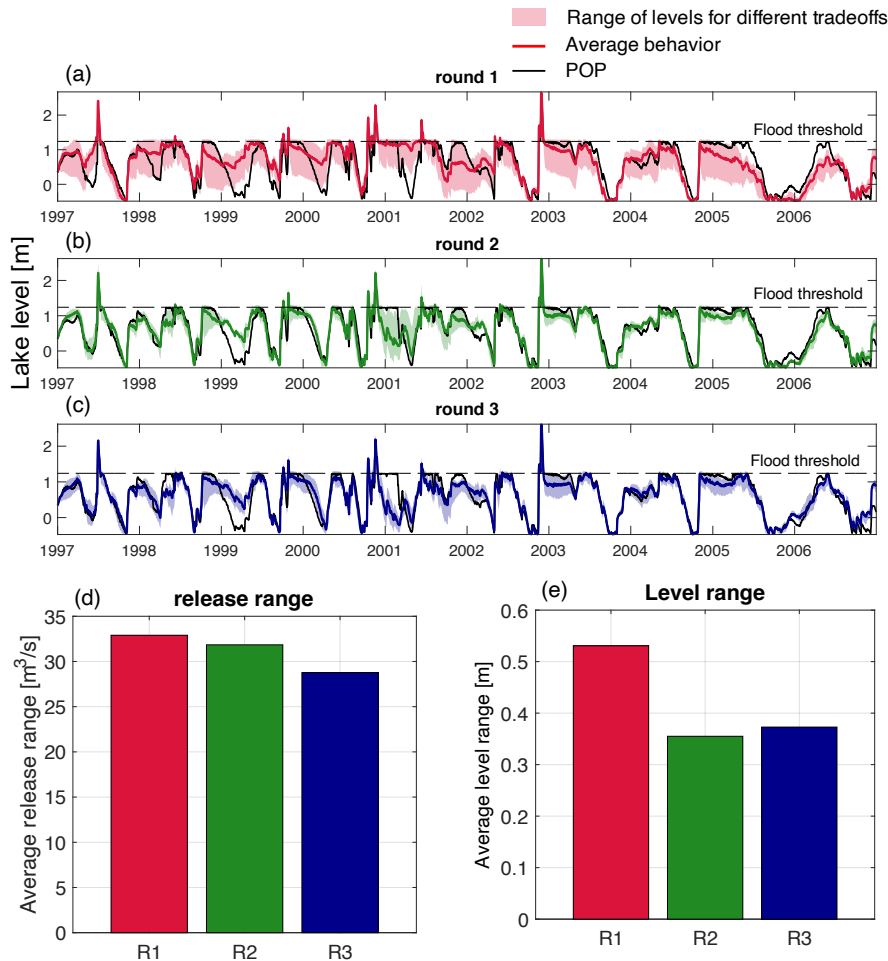 Range of levels for different tradeoffs
Average behavior
POP
(a)
round 1
Flood threshold
2
1
0
1997 1998 1999 2000 2001 2002 2003 2004 2005 2006
(b)
round 2
Flood threshold
2
1
0
1997 1998 1999 2000 2001 2002 2003 2004 2005 2006
Lake level [m]
(c)
round 3
Flood threshold
2
1
0
1997 1998 1999 2000 2001 2002 2003 2004 2005 2006
(d)
release range
Average release range [m³/s]
35
30
25
20
15
10
5
0
R1 R2 R3
(e)
Level range
Average level range [m]
0.6
0.5
0.4
0.3
0.2
0.1
0
R1 R2 R3